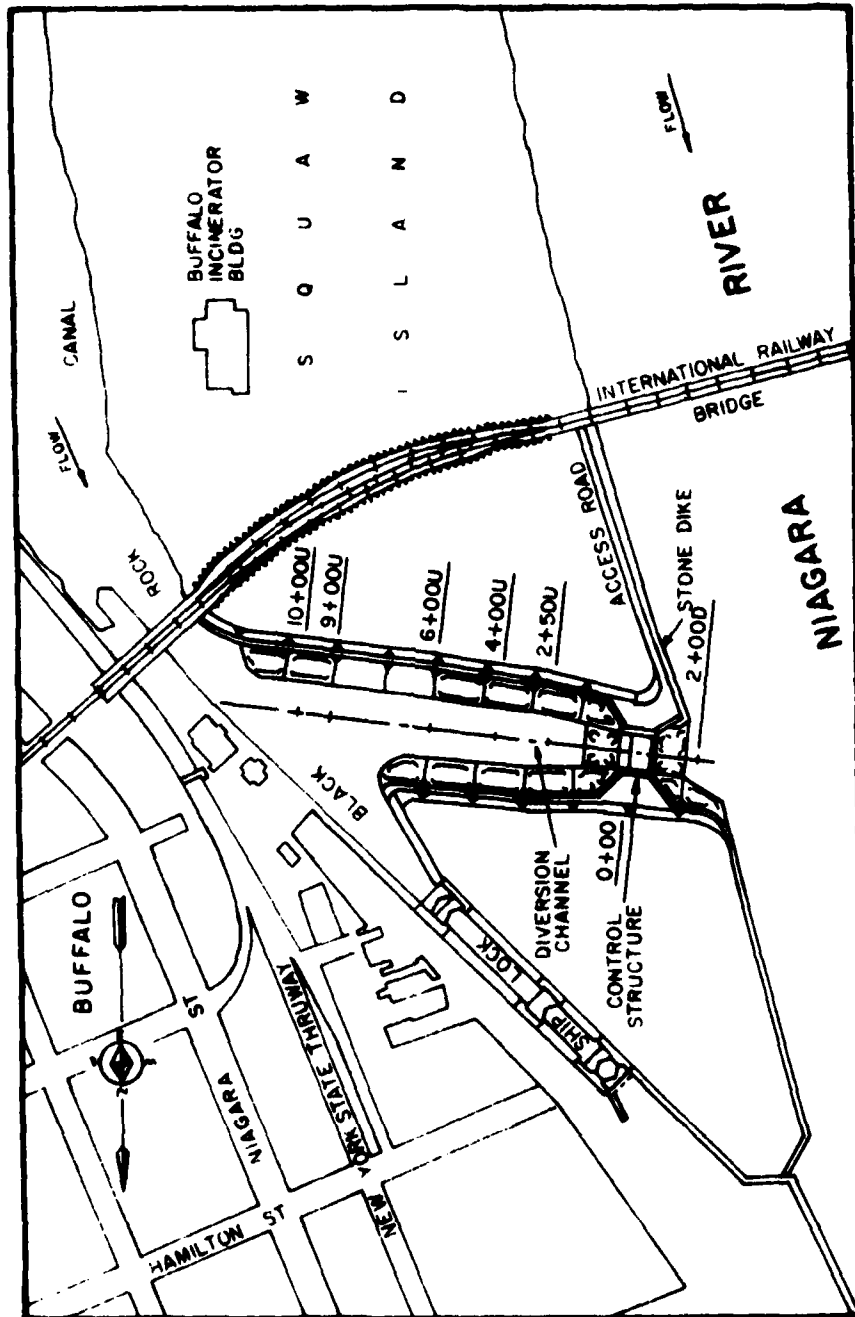 BUFFALO
INCINERATOR
BLDG
S Q U A W
I S L A N D
FLOW
CANAL
FLOW
ROCK
BLACK
RIVER
NIAGARA
INTERNATIONAL RAILWAY
BRIDGE
ACCESS ROAD
STONE DIKE
10+00U
9+00U
6+00U
4+00U
2+50U
2+00D
0+00
DIVERSION
CHANNEL
CONTROL
STRUCTURE
SHIP LOCK
BUFFALO
N
NIAGARA ST
NEW YORK STATE THRUWAY
HAMILTON ST